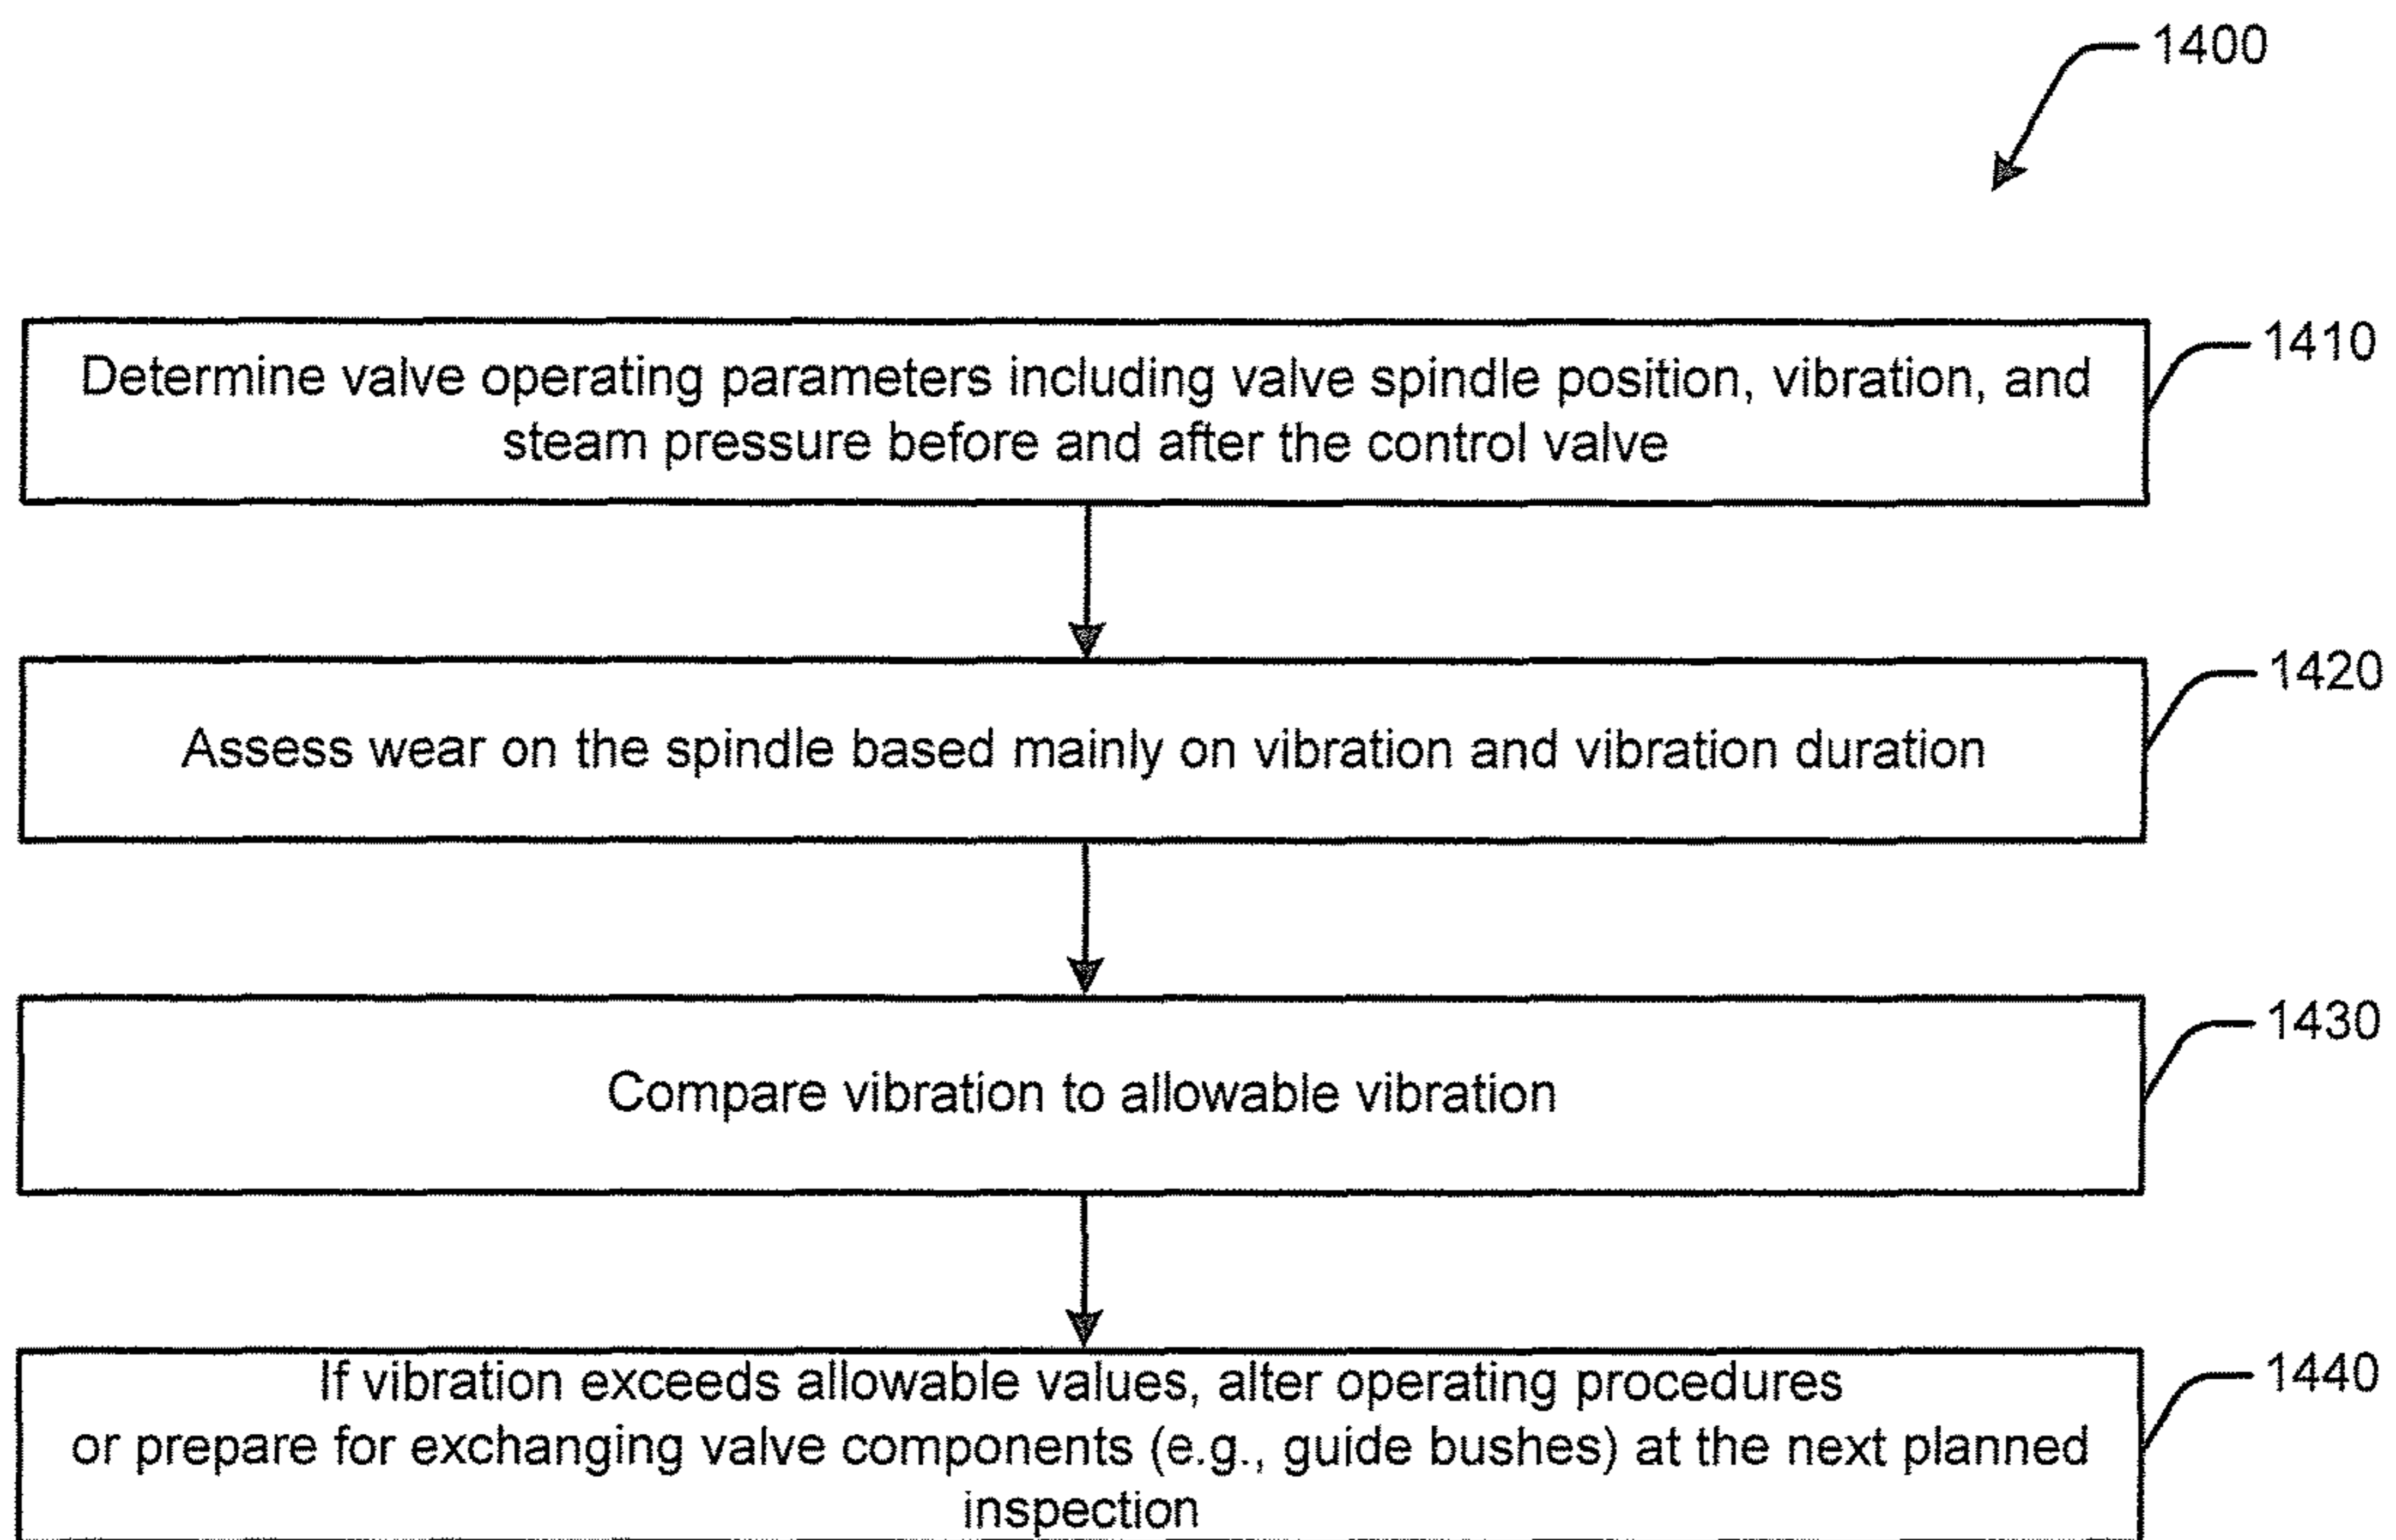 1400
Determine valve operating parameters including valve spindle position, vibration, and
steam pressure before and after the control valve
1410
Assess wear on the spindle based mainly on vibration and vibration duration
1420
Compare vibration to allowable vibration
1430
If vibration exceeds allowable values, alter operating procedures
or prepare for exchanging valve components (e.g., guide bushes) at the next planned
inspection
1440